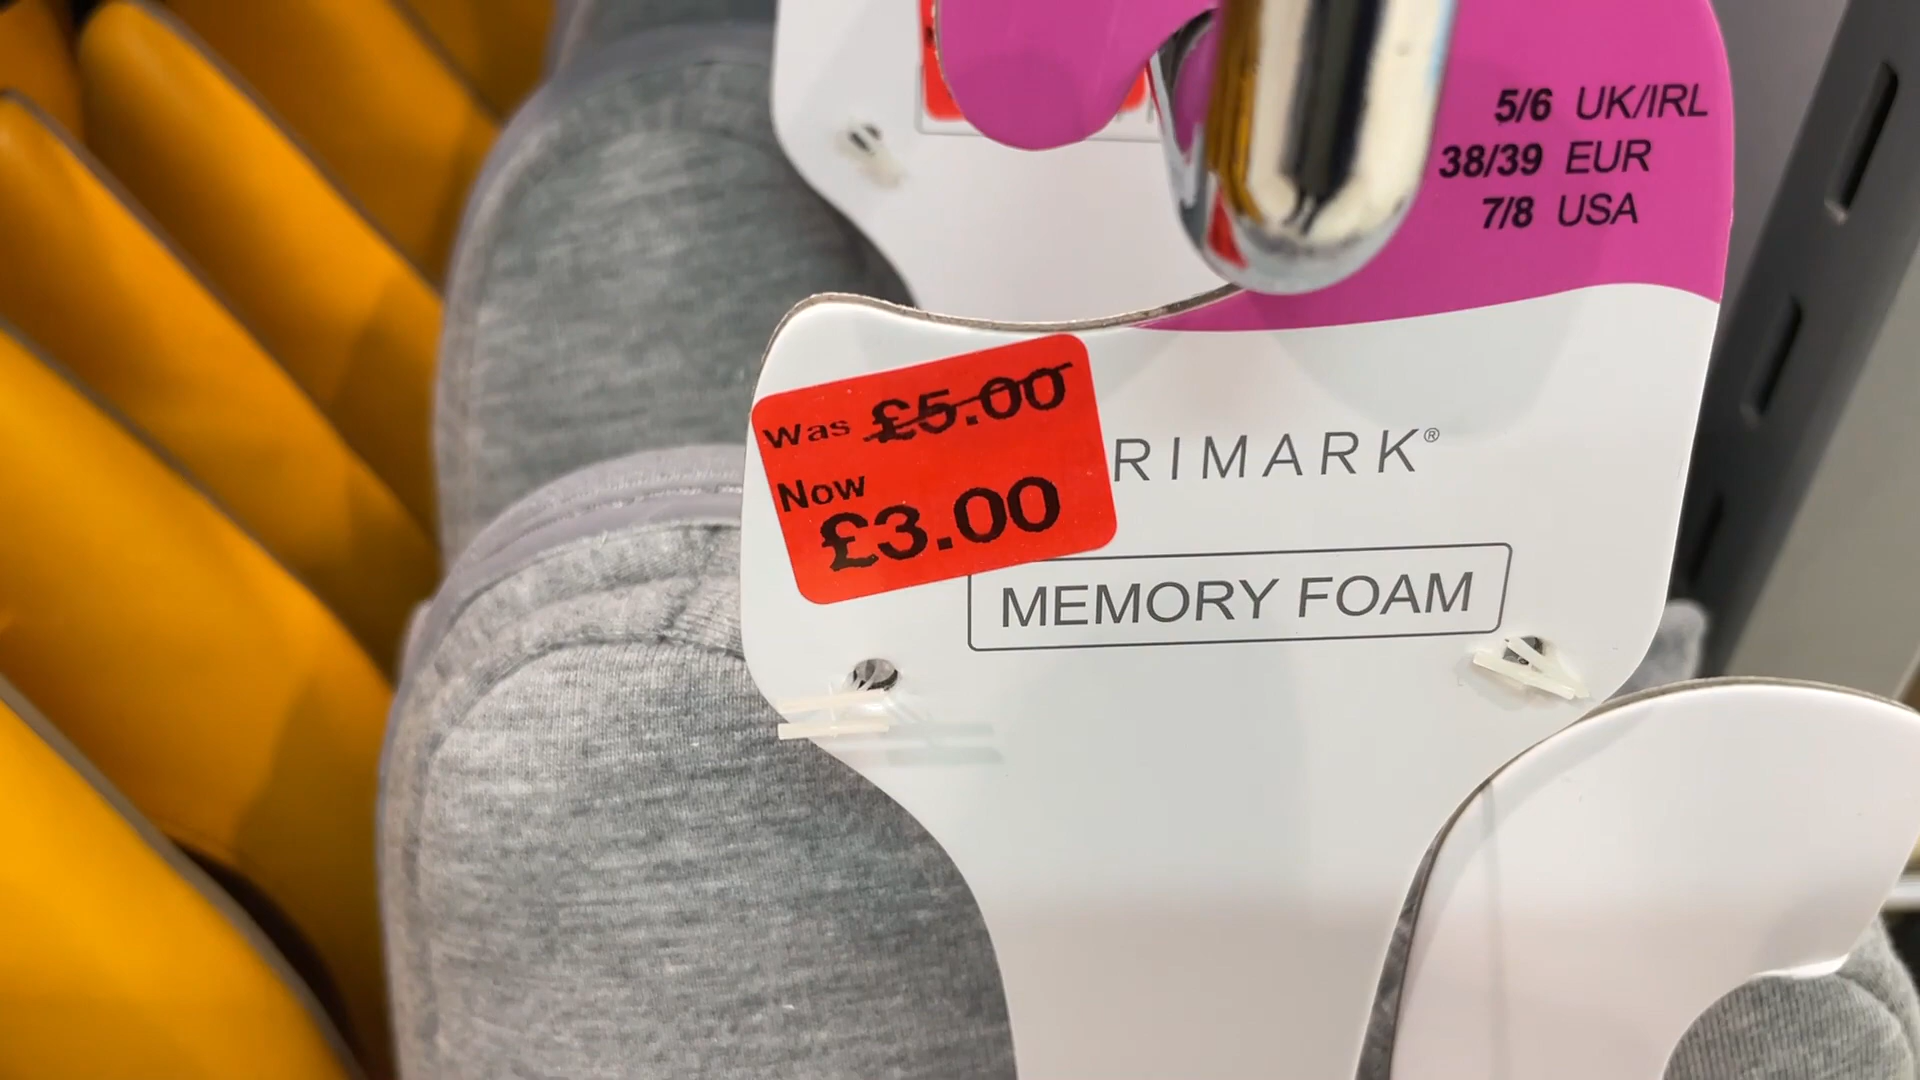 5/6 UK/IRL
38/39 EUR
7/8 USA
Was £5.00
Now
£3.00
RIMARK®
MEMORY FOAM